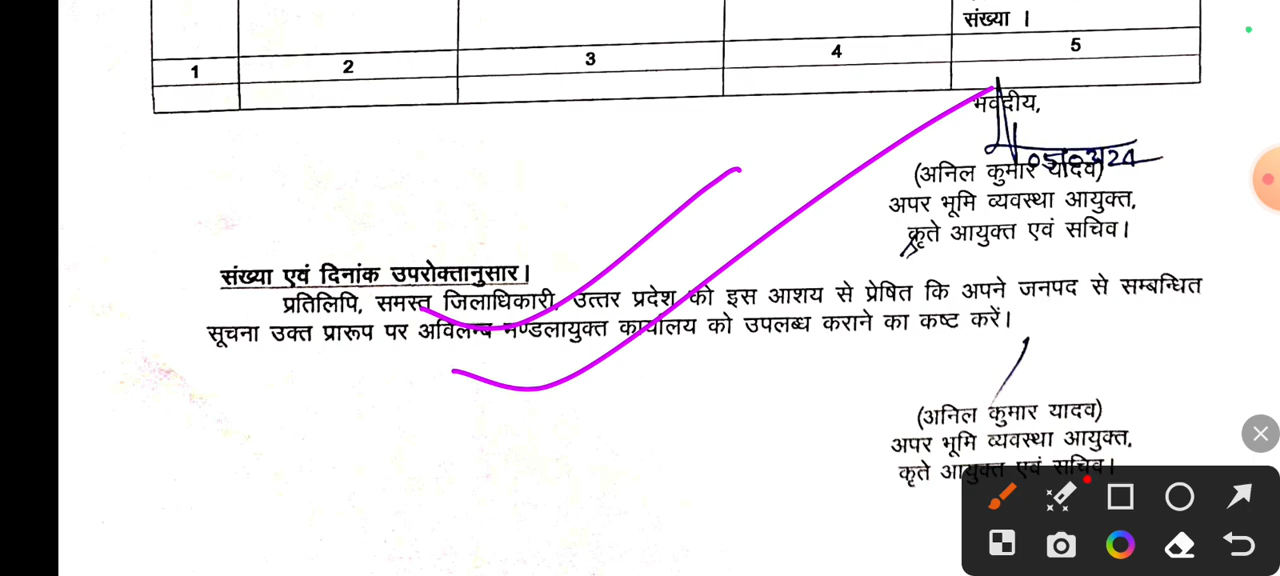 संख्या ।
1 2 3 4 5
भवदीय,
05/03/24
(अनिल कुमार यादव)
अपर भूमि व्यवस्था आयुक्त,
कृते आयुक्त एवं सचिव।
संख्या एवं दिनांक उपरोक्तानुसार।
प्रतिलिपि, समस्त जिलाधिकारी, उत्तर प्रदेश को इस आशय से प्रेषित कि अपने जनपद से सम्बन्धित
सूचना उक्त प्रारूप पर अविलम्ब मण्डलायुक्त कार्यालय को उपलब्ध कराने का कष्ट करें।
(अनिल कुमार यादव)
अपर भूमि व्यवस्था आयुक्त,
कृते आयुक्त एवं सचिव।